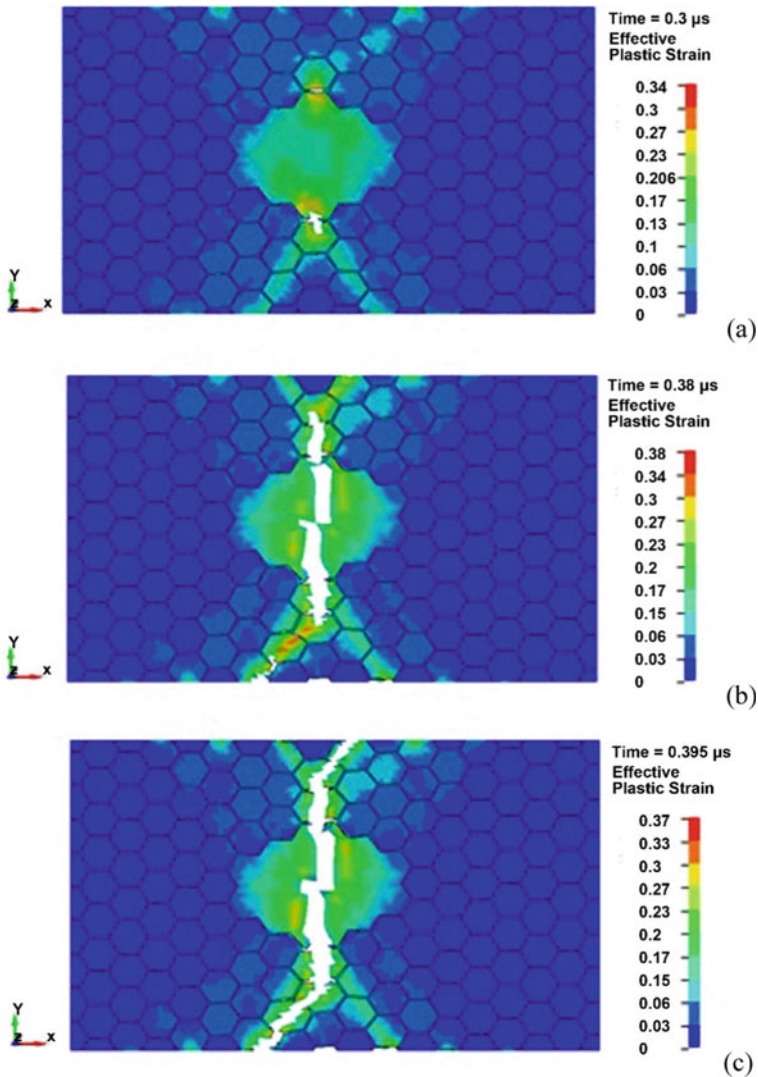 Time = 0.3 μs
Effective
Plastic Strain
0.34
0.3
0.27
0.23
0.206
0.17
0.13
0.1
0.06
0.03
0
Y
Z
X
(a)
Time = 0.38 μs
Effective
Plastic Strain
0.38
0.34
0.3
0.27
0.23
0.2
0.17
0.15
0.06
0.03
0
Y
Z
X
(b)
Time = 0.395 μs
Effective
Plastic Strain
0.37
0.33
0.3
0.27
0.2
0.17
0.15
0.06
0.03
0
Y
Z
X
(c)